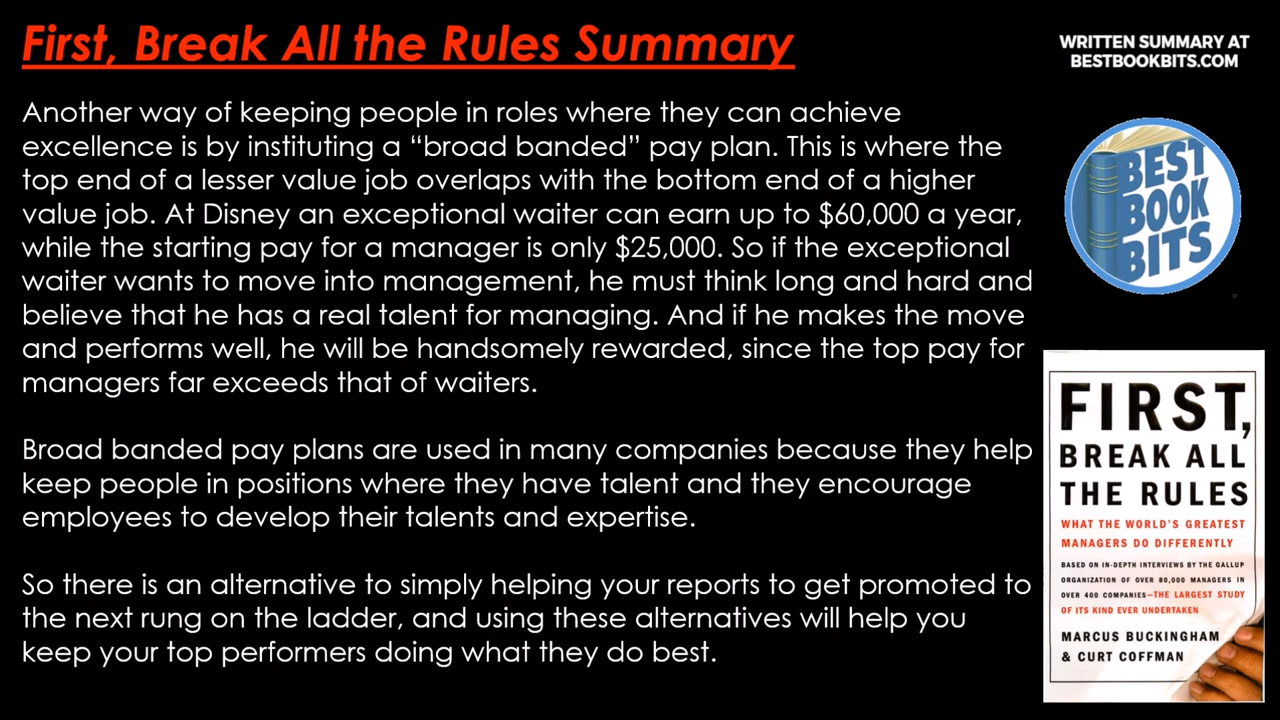 First, Break All the Rules Summary
WRITTEN SUMMARY AT
BESTBOOKBITS.COM
Another way of keeping people in roles where they can achieve
excellence is by instituting a “broad banded” pay plan. This is where the
top end of a lesser value job overlaps with the bottom end of a higher
value job. At Disney an exceptional waiter can earn up to $60,000 a year,
while the starting pay for a manager is only $25,000. So if the exceptional
waiter wants to move into management, he must think long and hard and
believe that he has a real talent for managing. And if he makes the move
and performs well, he will be handsomely rewarded, since the top pay for
managers far exceeds that of waiters.
Broad banded pay plans are used in many companies because they help
keep people in positions where they have talent and they encourage
employees to develop their talents and expertise.
So there is an alternative to simply helping your reports to get promoted to
the next rung on the ladder, and using these alternatives will help you
keep your top performers doing what they do best.
BEST
BOOK
BITS
FIRST,
BREAK ALL
THE RULES
WHAT THE WORLD'S GREATEST
MANAGERS DO DIFFERENTLY
BASED ON IN-DEPTH INTERVIEWS BY THE GALLUP
ORGANIZATION OF OVER 80,000 MANAGERS IN
OVER 400 COMPANIES—THE LARGEST STUDY
OF ITS KIND EVER UNDERTAKEN
MARCUS BUCKINGHAM
& CURT COFFMAN